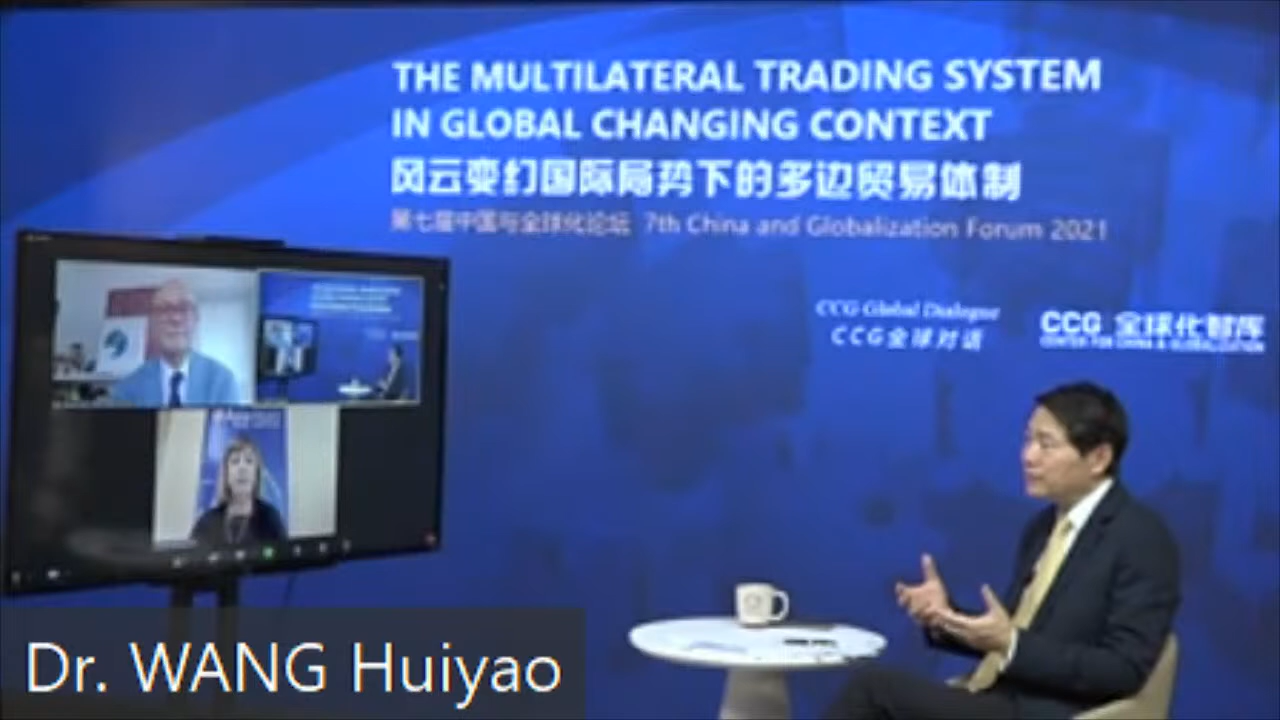 THE MULTILATERAL TRADING SYSTEM
IN GLOBAL CHANGING CONTEXT
风云变幻国际局势下的多边贸易体制
第七届中国与全球化论坛 7th China and Globalization Forum 2021
CCG Global Dialogue
CCG全球对话
CCG 全球化智库
CENTER FOR CHINA & GLOBALIZATION
Dr. WANG Huiyao